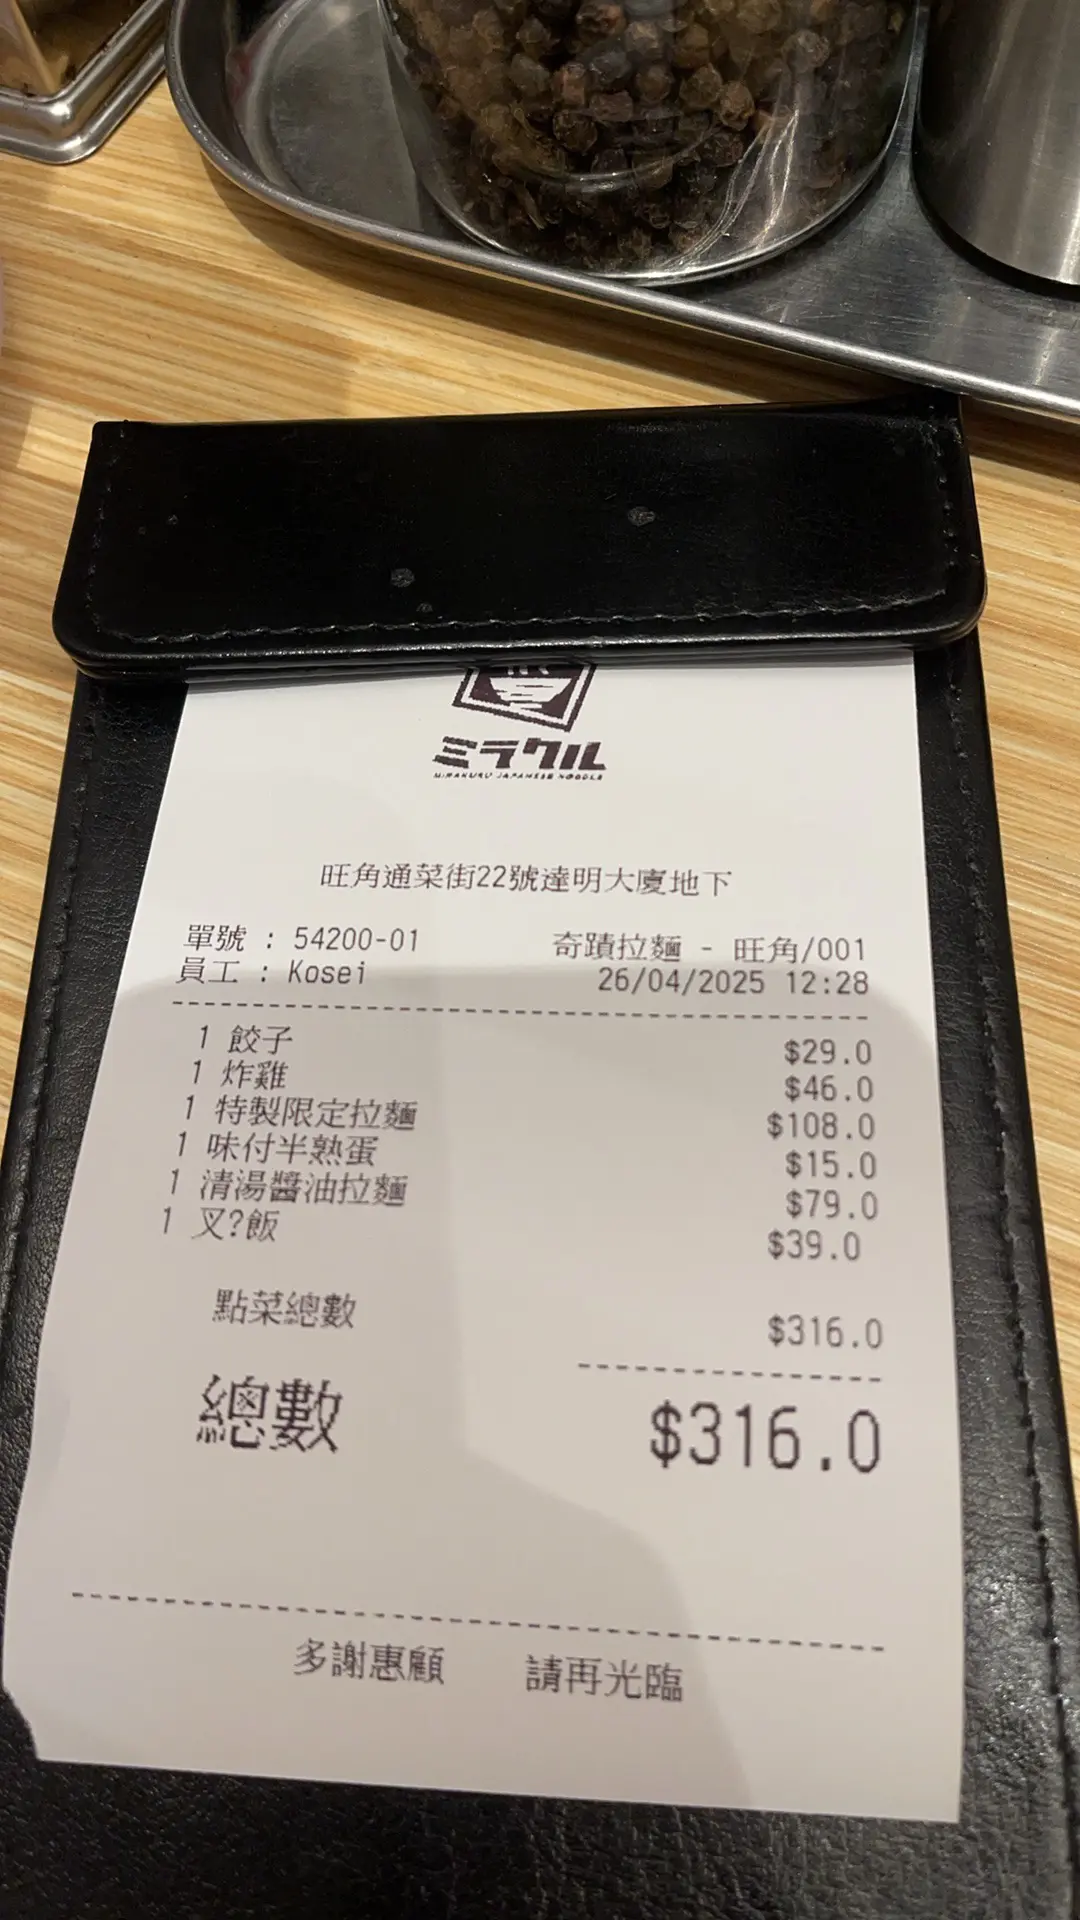 ミラクル
MIRAKURU JAPANESE NOODLE
旺角通菜街22號達明大廈地下
單號 : 54200-01 奇蹟拉麵 - 旺角/001
員工 : Kosei 26/04/2025 12:28
1 餃子 $29.0
1 炸雞 $46.0
1 特製限定拉麵 $108.0
1 味付半熟蛋 $15.0
1 清湯醬油拉麵 $79.0
1 叉?飯 $39.0
點菜總數 $316.0
總數 $316.0
多謝惠顧 請再光臨